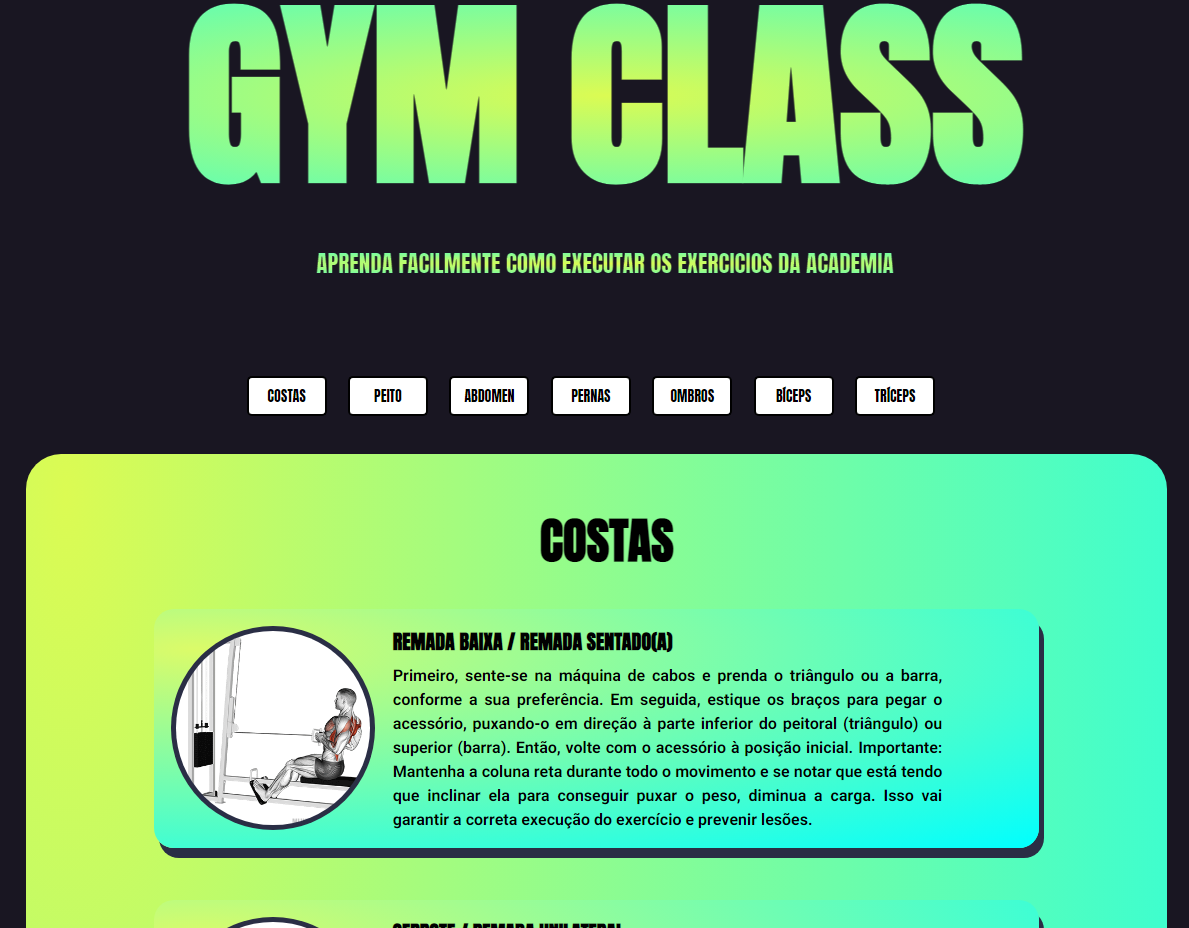 GYM CLASS
APRENDA FACILMENTE COMO EXECUTAR OS EXERCICIOS DA ACADEMIA
COSTAS
PEITO
ABDOMEN
PERNAS
OMBROS
BÍCEPS
TRÍCEPS
COSTAS
REMADA BAIXA / REMADA SENTADO(A)
Primeiro, sente-se na máquina de cabos e prenda o triângulo ou a barra,
conforme a sua preferência. Em seguida, estique os braços para pegar o
acessório, puxando-o em direção à parte inferior do peitoral (triângulo) ou
superior (barra). Então, volte com o acessório à posição inicial. Importante:
Mantenha a coluna reta durante todo o movimento e se notar que está tendo
que inclinar ela para conseguir puxar o peso, diminua a carga. Isso vai
garantir a correta execução do exercício e prevenir lesões.
SERROTE / REMADA UNILATERAL